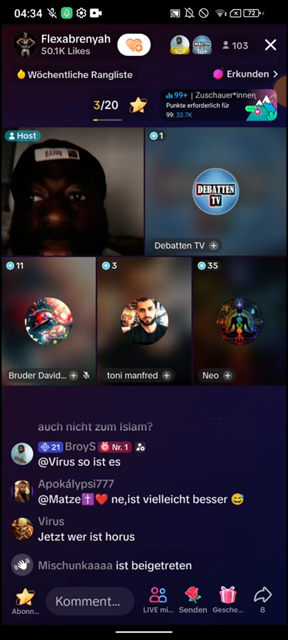 04:34
72
Flexabrenyah
50.1K Likes
103
Wöchentliche Rangliste
Erkunden >
3/20
99+ | Zuschauer*innen
Punkte erforderlich für
99: 33.7K
Host
1
DEBATTEN
TV
Debatten TV
11
3
35
Bruder David...
toni manfred
Neo
auch nicht zum Islam?
21 BroyS Nr. 1
@Virus so ist es
Apokálypsi777
@Matze✝️❤️ ne,ist vielleicht besser 😅
Virus
Jetzt wer ist horus
Mischunkaaaa ist beigetreten
Abonn...
Komment...
LIVE mi...
Senden
Gesche...
8